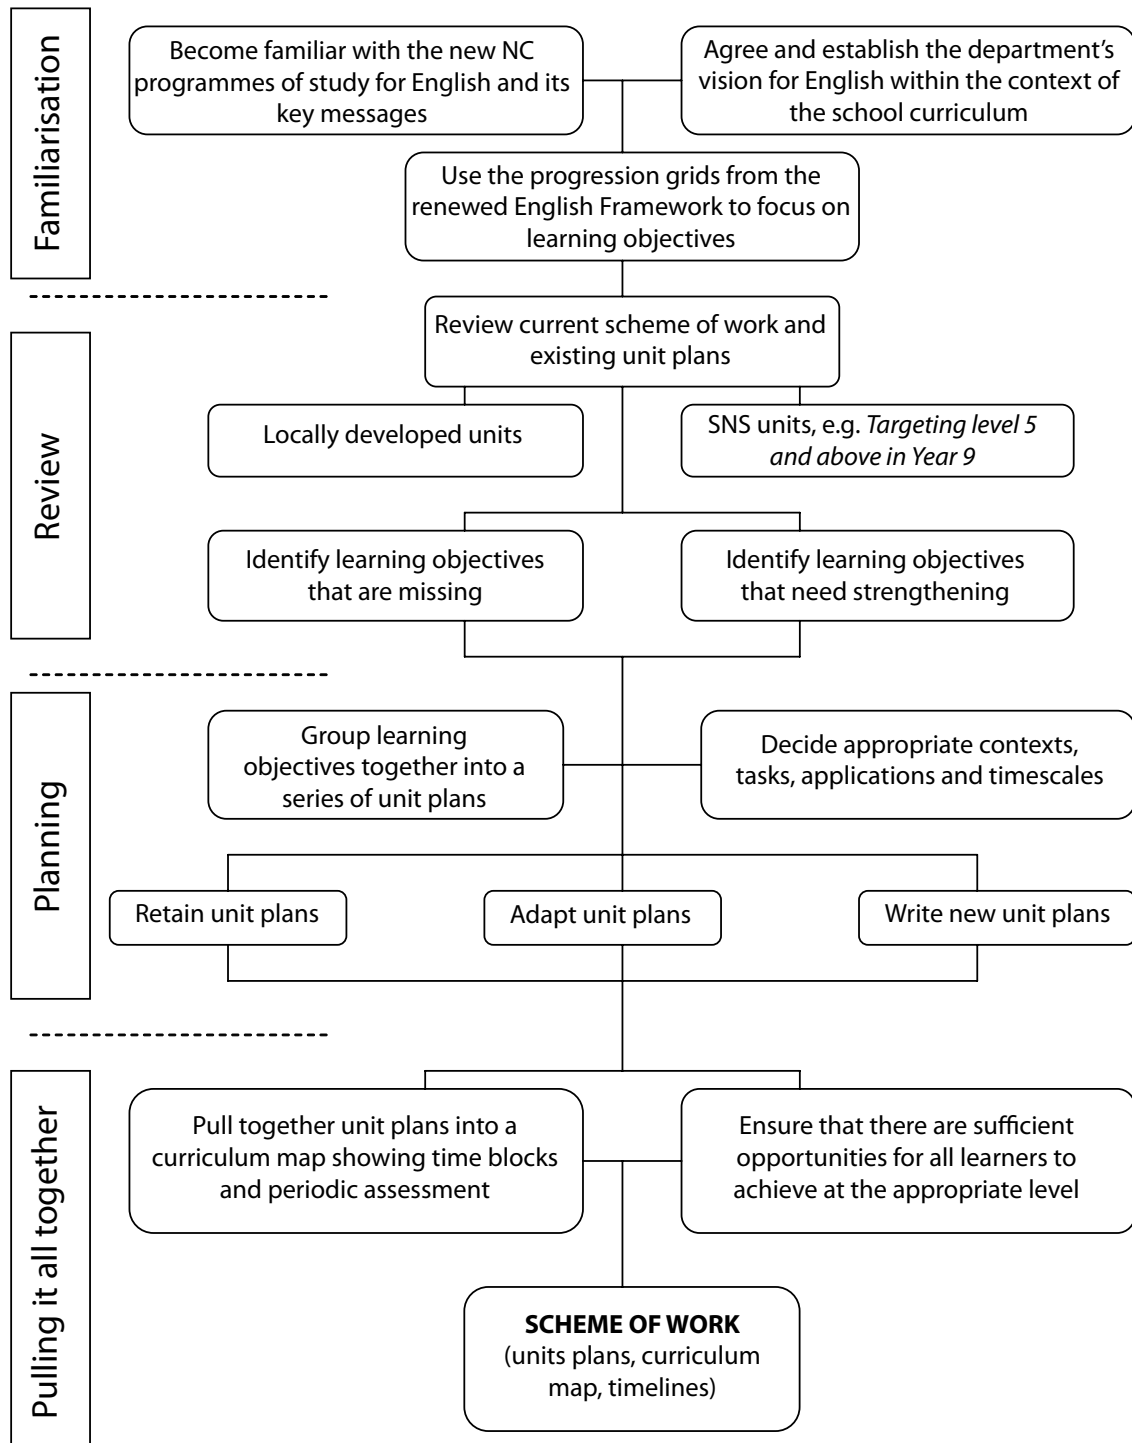 Familiarisation
Become familiar with the new NC
programmes of study for English and its
key messages
Agree and establish the department’s
vision for English within the context of
the school curriculum
Use the progression grids from the
renewed English Framework to focus on
learning objectives
Review
Review current scheme of work and
existing unit plans
Locally developed units
SNS units, e.g. Targeting level 5
and above in Year 9
Identify learning objectives
that are missing
Identify learning objectives
that need strengthening
Planning
Group learning
objectives together into a
series of unit plans
Decide appropriate contexts,
tasks, applications and timescales
Retain unit plans
Adapt unit plans
Write new unit plans
Pulling it all together
Pull together unit plans into a
curriculum map showing time blocks
and periodic assessment
Ensure that there are sufficient
opportunities for all learners to
achieve at the appropriate level
SCHEME OF WORK
(units plans, curriculum
map, timelines)